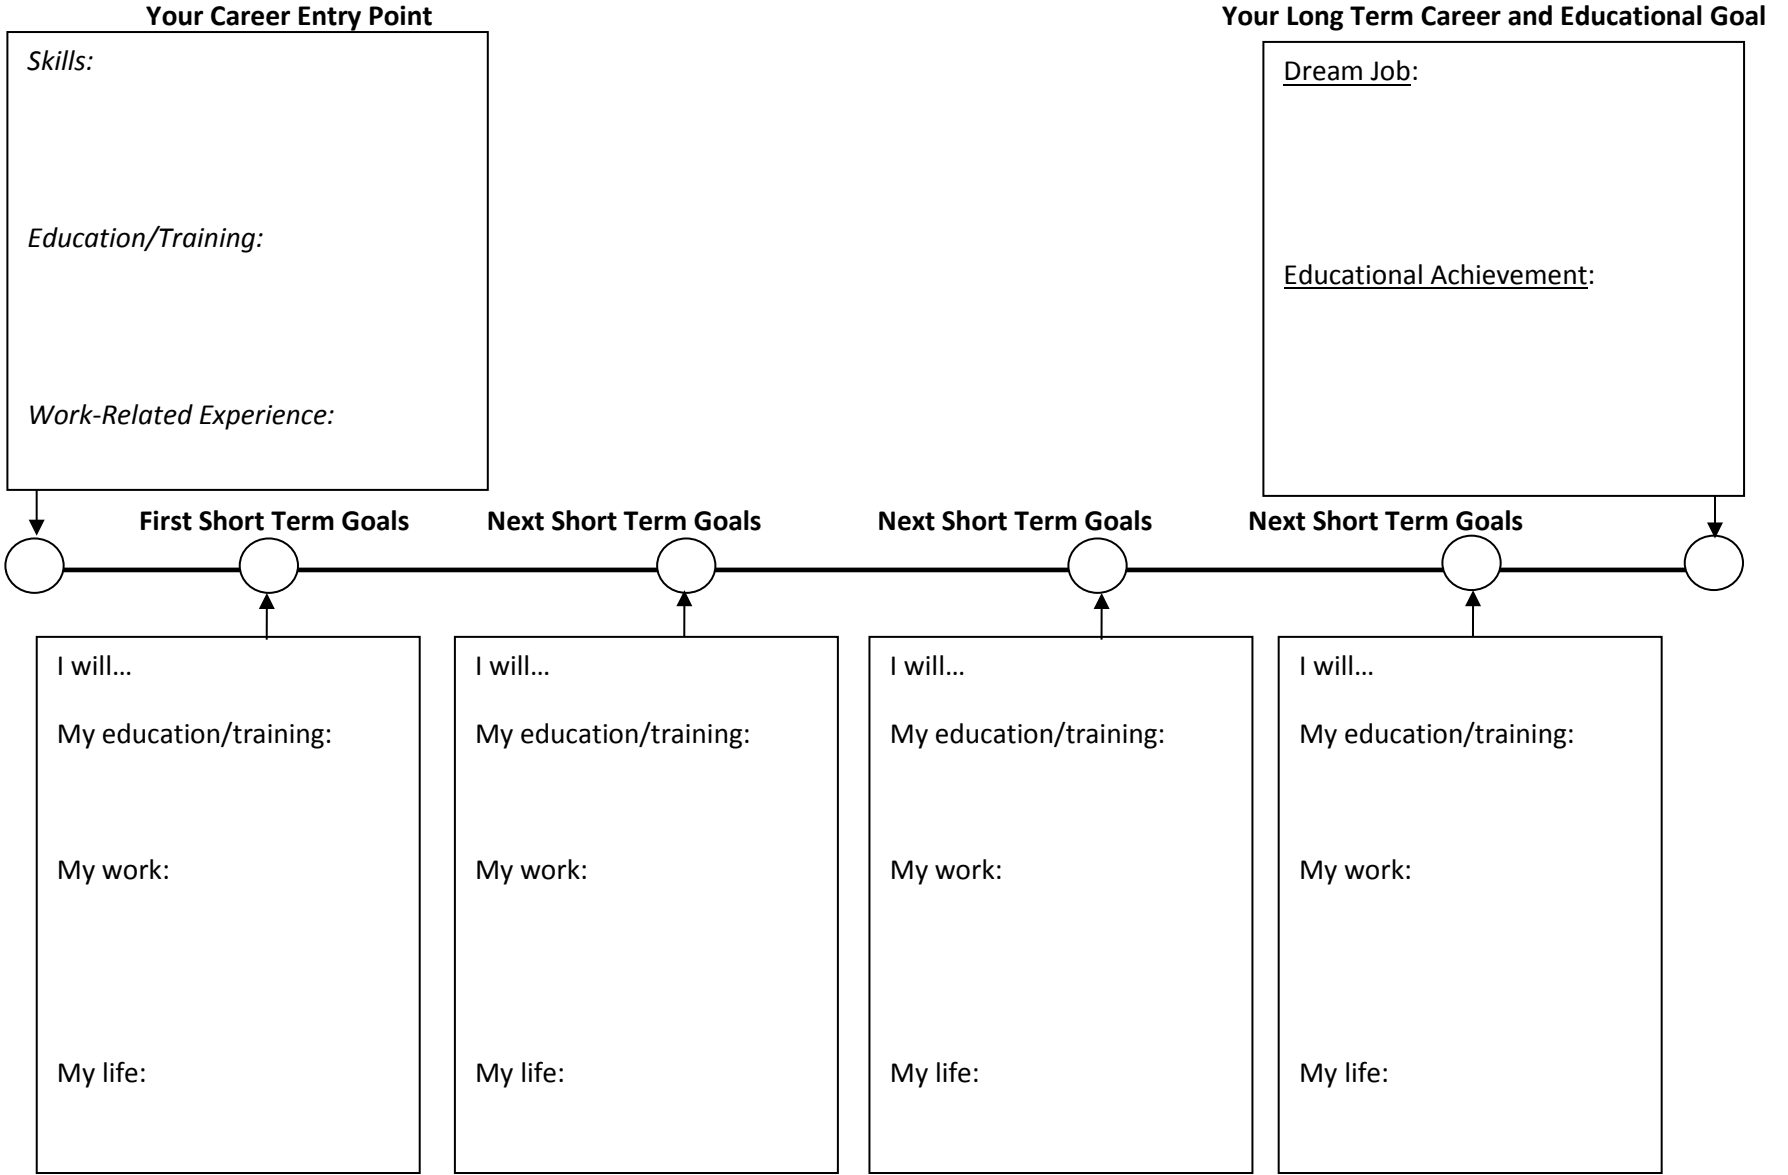 Your Career Entry Point
Skills:
Education/Training:
Work-Related Experience:
Your Long Term Career and Educational Goal
Dream Job:
Educational Achievement:
First Short Term Goals
Next Short Term Goals
Next Short Term Goals
Next Short Term Goals
I will…
My education/training:
My work:
My life:
I will…
My education/training:
My work:
My life:
I will…
My education/training:
My work:
My life:
I will…
My education/training:
My work:
My life: